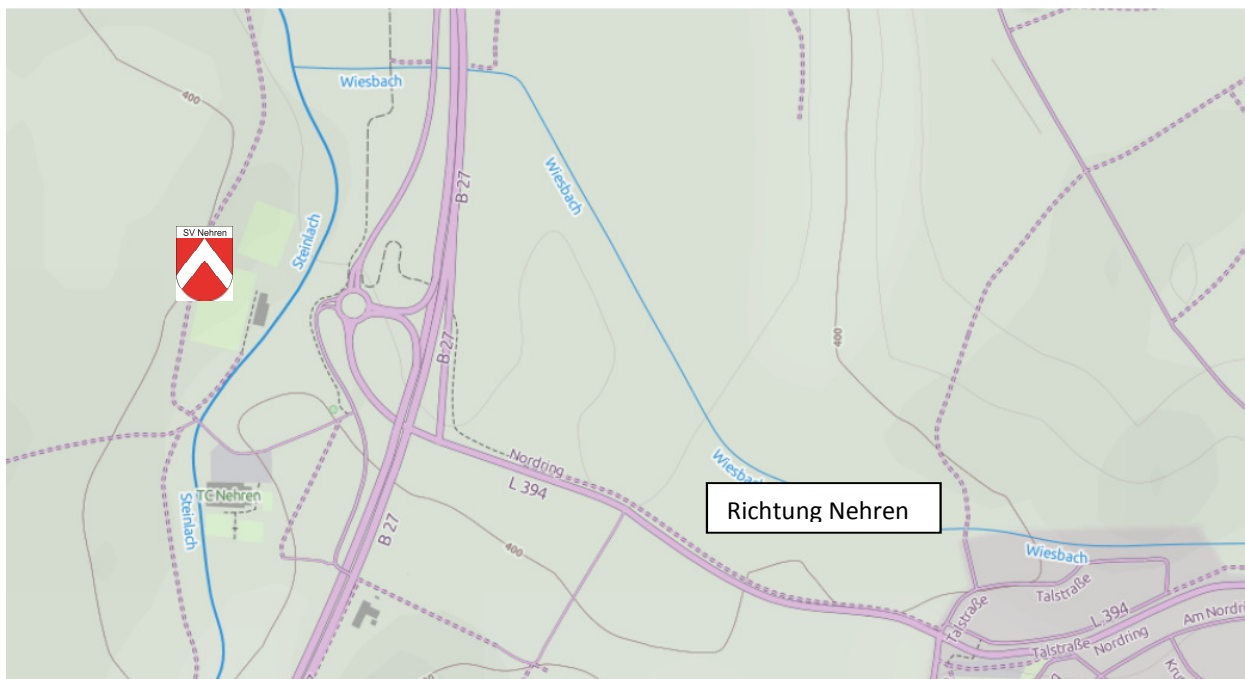 Wiesbach
400
B 27
Wiesbach
SV Nehren
Steinlach
400
B 27
Nordring
Wiesbach
L 394
TC Nehren
Richtung Nehren
Steinlach
B 27
400
Wiesbach
Talstraße
Talstraße
L 394
Am Nordri
Talstraße
Nordring